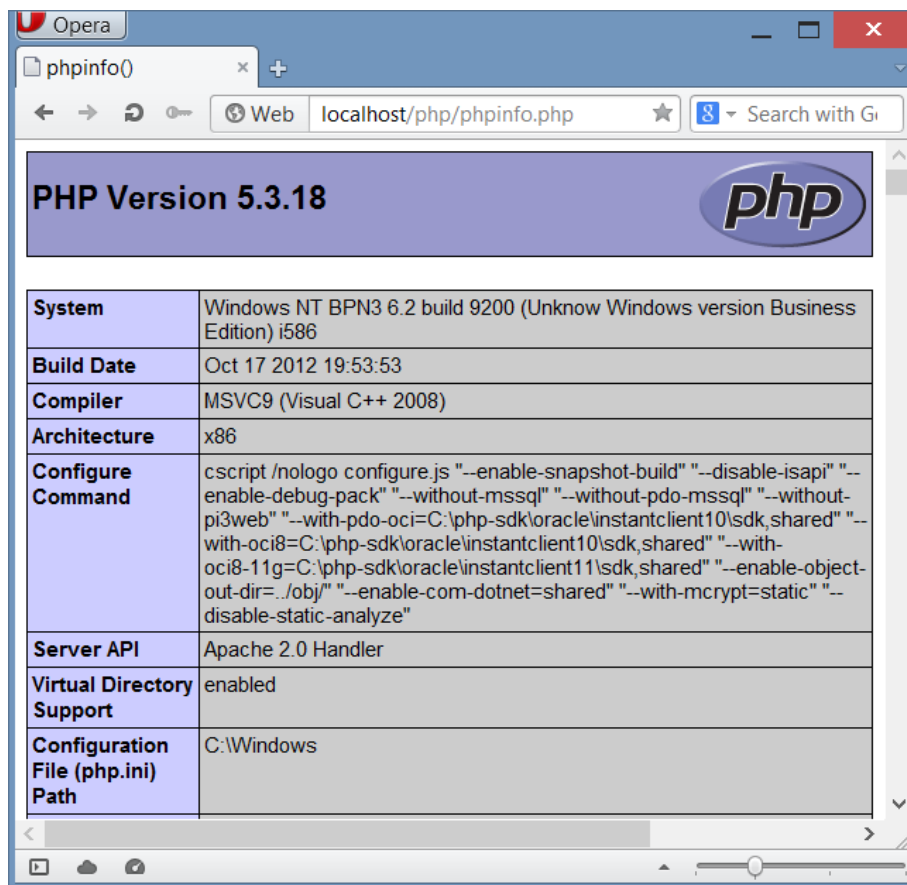 Opera
phpinfo()
Web
localhost/php/phpinfo.php
8
Search with G
PHP Version 5.3.18
php
System
Windows NT BPN3 6.2 build 9200 (Unknow Windows version Business
Edition) i586
Build Date
Oct 17 2012 19:53:53
Compiler
MSVC9 (Visual C++ 2008)
Architecture
x86
Configure
Command
cscript /nologo configure.js "--enable-snapshot-build" "--disable-isapi" "--
enable-debug-pack" "--without-mssql" "--without-pdo-mssql" "--without-
pi3web" "--with-pdo-oci=C:\php-sdk\oracle\instantclient10\sdk,shared" "--
with-oci8=C:\php-sdk\oracle\instantclient10\sdk,shared" "--with-
oci8-11g=C:\php-sdk\oracle\instantclient11\sdk,shared" "--enable-object-
out-dir=../obj/" "--enable-com-dotnet=shared" "--with-mcrypt=static" "--
disable-static-analyze"
Server API
Apache 2.0 Handler
Virtual Directory
Support
enabled
Configuration
File (php.ini)
Path
C:\Windows